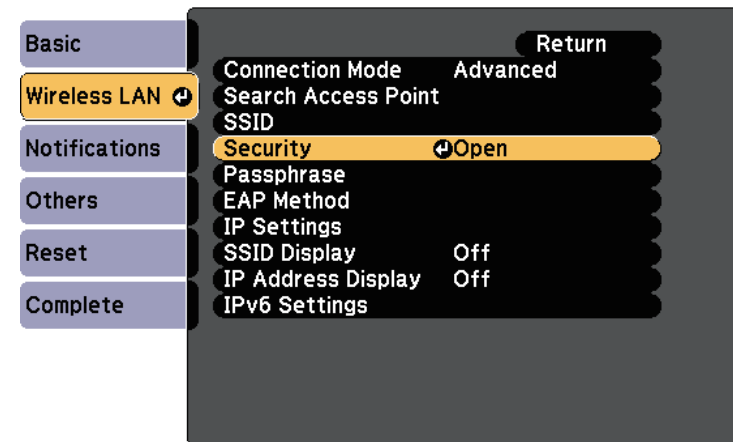 Basic
Wireless LAN
Notifications
Others
Reset
Complete
Return
Connection Mode Advanced
Search Access Point
SSID
Security Open
Passphrase
EAP Method
IP Settings
SSID Display Off
IP Address Display Off
IPv6 Settings